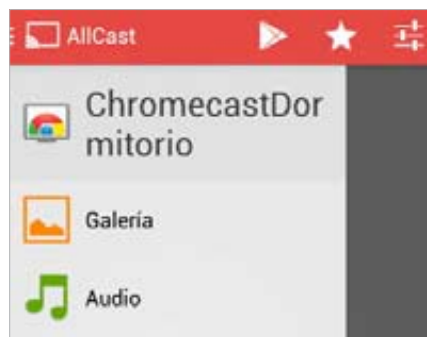 AllCast
ChromecastDor
mitorio
Galería
Audio